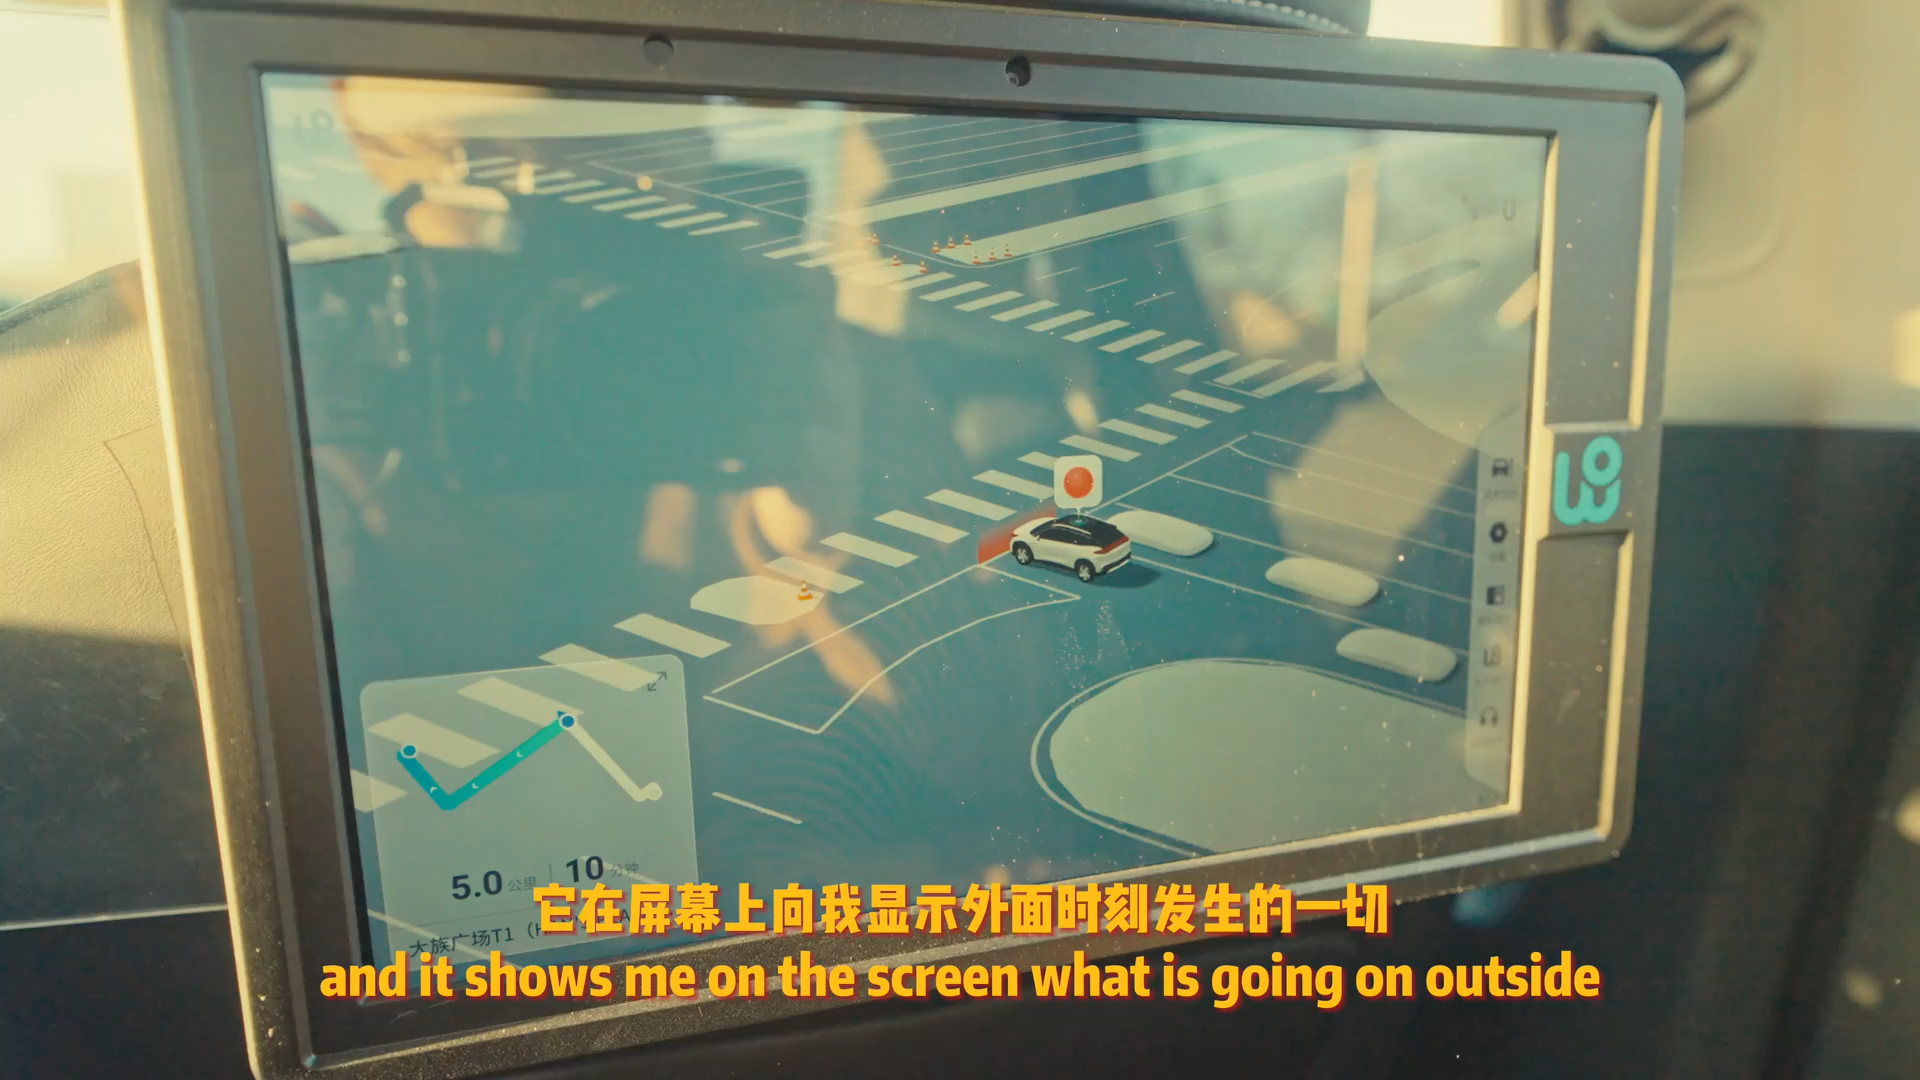 5.0 公里 | 10 分钟
大族广场T1
它在屏幕上向我显示外面时刻发生的一切
and it shows me on the screen what is going on outside